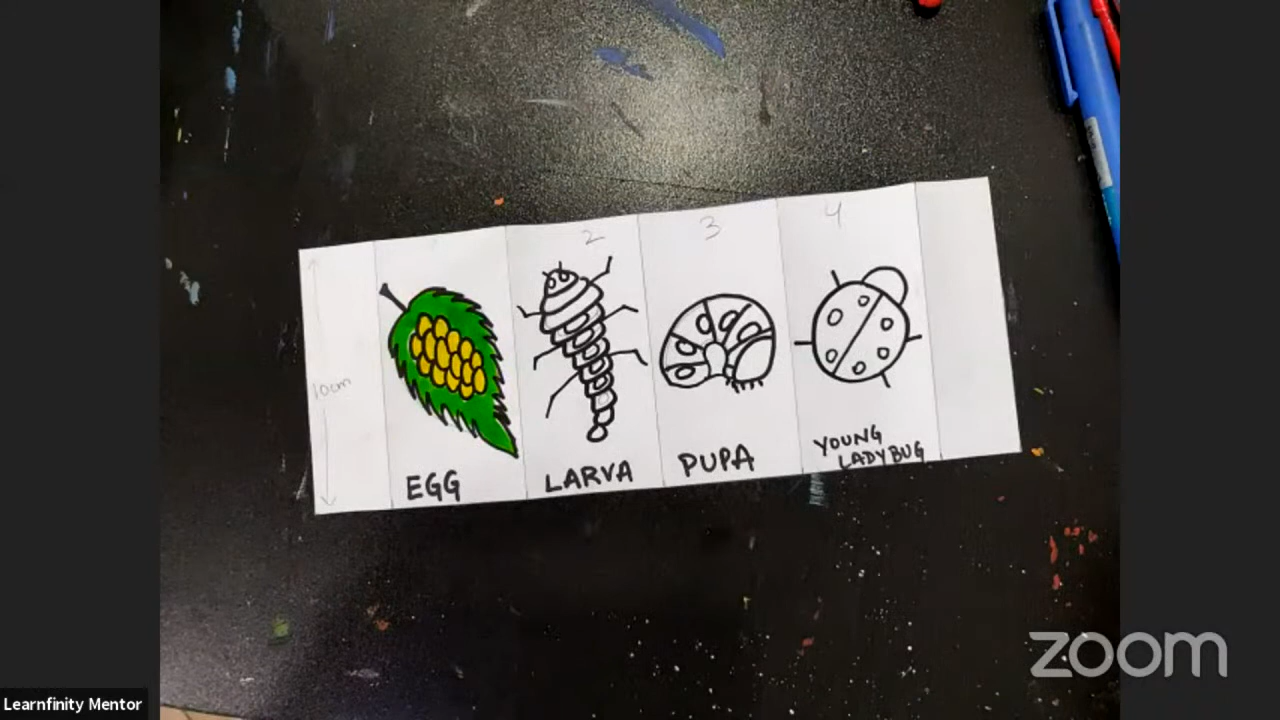 2
3
4
10cm
EGG
LARVA
PUPA
YOUNG
LADYBUG
zoom
Learnfinity Mentor